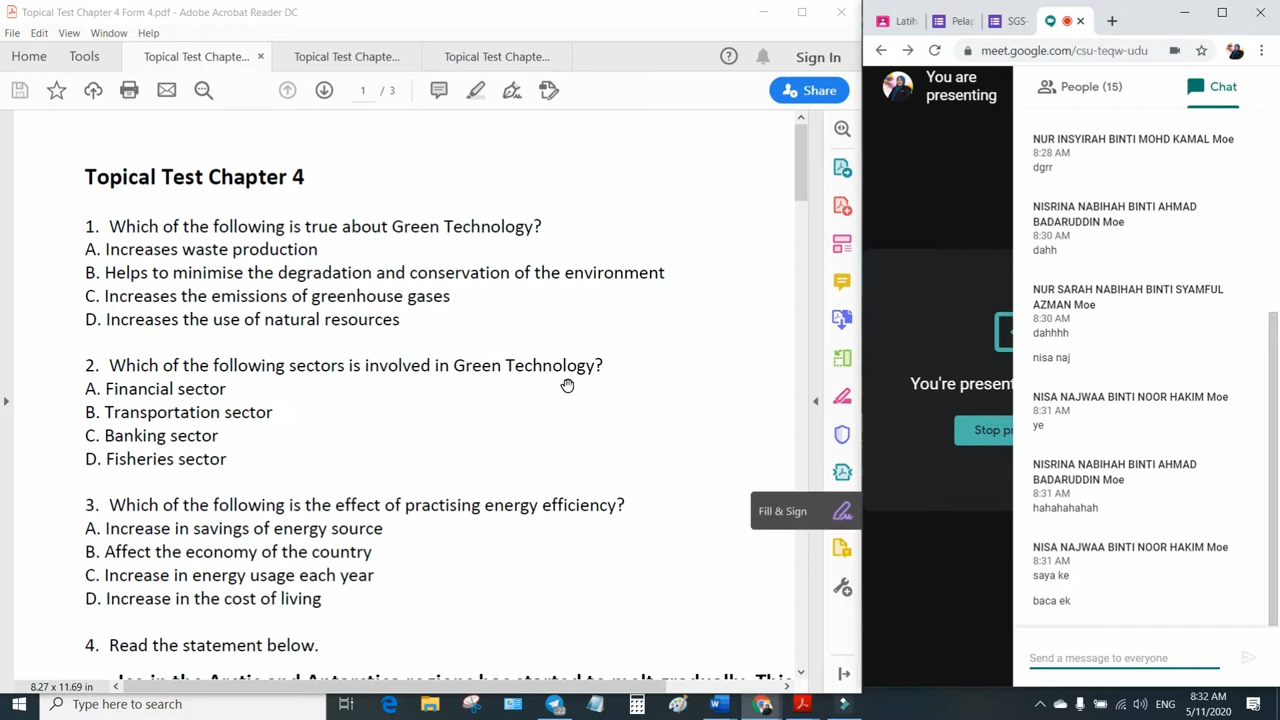 Topical Test Chapter 4 Form 4.pdf - Adobe Acrobat Reader DC
File Edit View Window Help
Home Tools Topical Test Chapte... × Topical Test Chapte... Topical Test Chapte... Sign In
1 / 3 Share
Topical Test Chapter 4
1. Which of the following is true about Green Technology?
A. Increases waste production
B. Helps to minimise the degradation and conservation of the environment
C. Increases the emissions of greenhouse gases
D. Increases the use of natural resources
2. Which of the following sectors is involved in Green Technology?
A. Financial sector
B. Transportation sector
C. Banking sector
D. Fisheries sector
3. Which of the following is the effect of practising energy efficiency?
A. Increase in savings of energy source
B. Affect the economy of the country
C. Increase in energy usage each year
D. Increase in the cost of living
4. Read the statement below.
Fill & Sign
8.27 x 11.69 in
Type here to search
Latih Pelap SGS-
meet.google.com/csu-teqw-udu
You are
presenting
You're present
Stop pr
People (15) Chat
NUR INSYIRAH BINTI MOHD KAMAL Moe
8:28 AM
dgrr
NISRINA NABIHAH BINTI AHMAD
BADARUDDIN Moe
8:30 AM
dahh
NUR SARAH NABIHAH BINTI SYAMFUL
AZMAN Moe
8:30 AM
dahhhh
nisa naj
NISA NAJWAA BINTI NOOR HAKIM Moe
8:31 AM
ye
NISRINA NABIHAH BINTI AHMAD
BADARUDDIN Moe
8:31 AM
hahahahahah
NISA NAJWAA BINTI NOOR HAKIM Moe
8:31 AM
saya ke
baca ek
Send a message to everyone
ENG
8:32 AM
5/11/2020